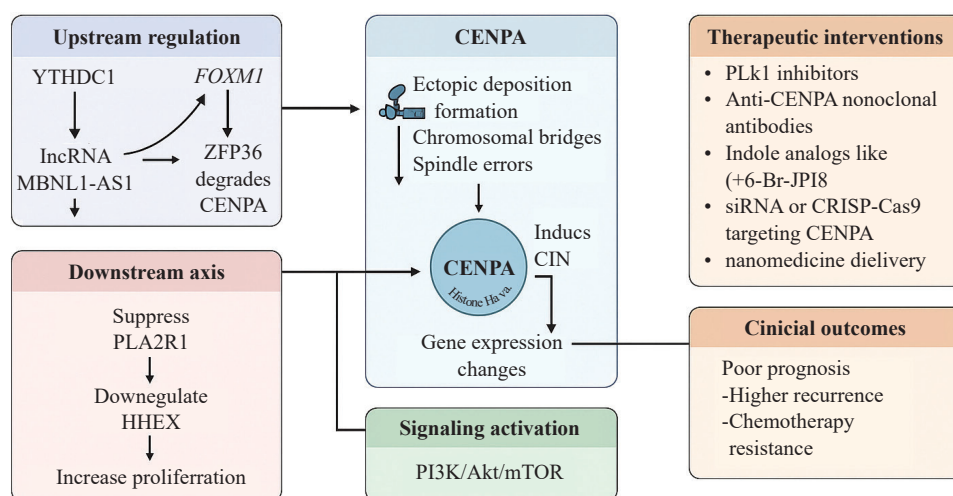 Upstream regulation
YTHDC1
FOXM1
lncRNA
MBNL1-AS1
ZFP36
degrades
CENPA
Downstream axis
Suppress
PLA2R1
Downegulate
HHEX
Increase proliferration
CENPA
Ectopic deposition
formation
Chromosomal bridges
Spindle errors
CENPA
Histone Ha va.
Inducs
CIN
Gene expression
changes
Signaling activation
PI3K/Akt/mTOR
Therapeutic interventions
• PLk1 inhibitors
• Anti-CENPA nonoclonal
antibodies
• Indole analogs like
(+6-Br-JPI8
• siRNA or CRISP-Cas9
targeting CENPA
• nanomedicine dielivery
Cinicial outcomes
Poor prognosis
-Higher recurrence
-Chemotherapy
resistance